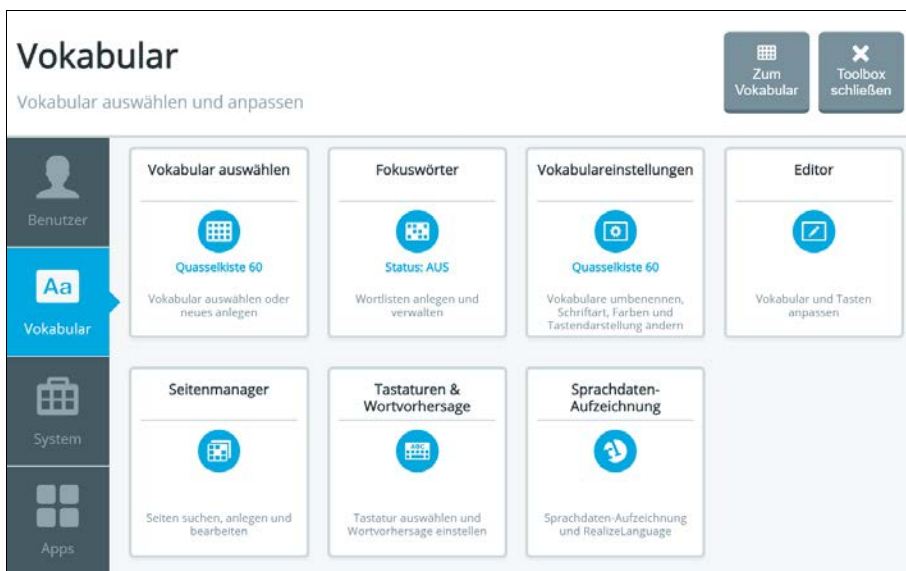 Vokabular
Vokabular auswählen und anpassen
Zum
Vokabular
Toolbox
schließen
Benutzer
Aa
Vokabular
System
Apps
Vokabular auswählen
Quasselkiste 60
Vokabular auswählen oder
neues anlegen
Fokuswörter
Status: AUS
Wortlisten anlegen und
verwalten
Vokabulareinstellungen
Quasselkiste 60
Vokabulare umbenennen,
Schriftart, Farben und
Tastendarstellung ändern
Editor
Vokabular und Tasten
anpassen
Seitenmanager
Seiten suchen, anlegen und
bearbeiten
Tastaturen &
Wortvorhersage
ABC
Tastatur auswählen und
Wortvorhersage einstellen
Sprachdaten-
Aufzeichnung
Sprachdaten-Aufzeichnung
und RealizeLanguage